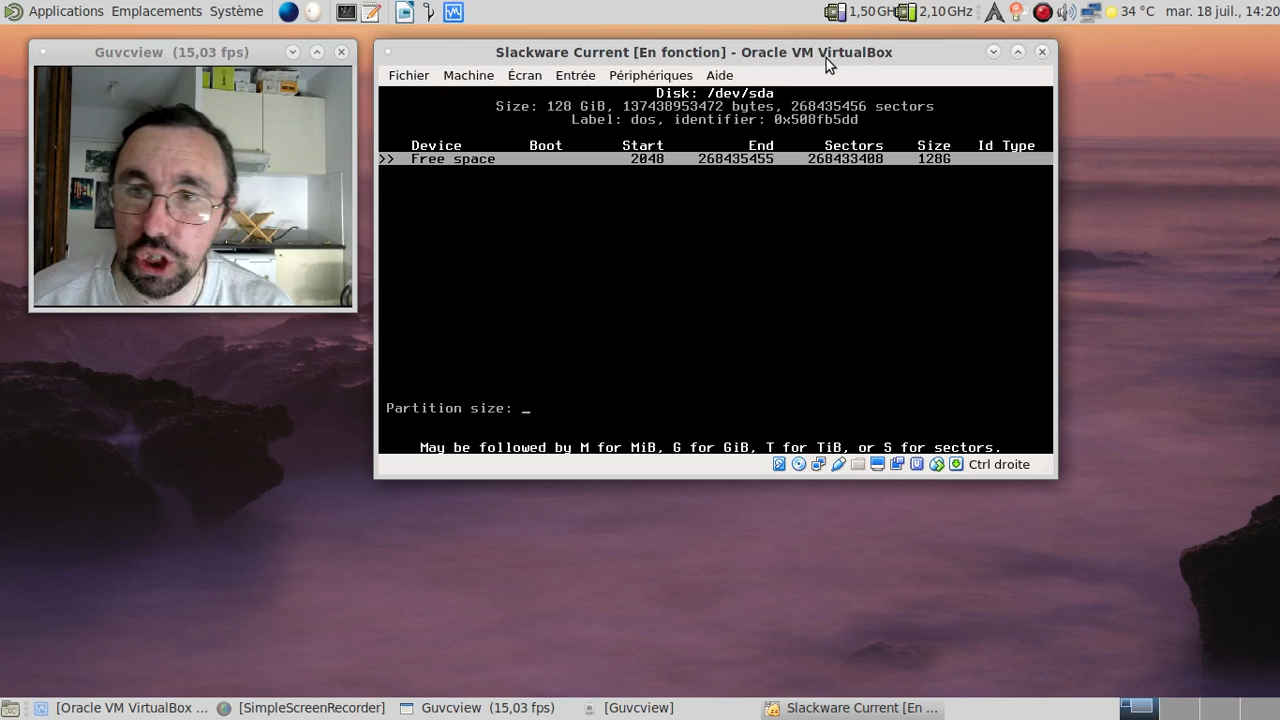 Applications Emplacements Système 1,50GH 2,10GHZ 34 °C mar. 18 juil., 14:20
Guvcview (15,03 fps)
Slackware Current [En fonction] - Oracle VM VirtualBox
Fichier Machine Écran Entrée Périphériques Aide
Disk: /dev/sda
Size: 128 GiB, 137438953472 bytes, 268435456 sectors
Label: dos, identifier: 0x508fb5dd
Device Boot Start End Sectors Size Id Type
>> Free space 2048 268435455 268433408 128G
Partition size: _
May be followed by M for MiB, G for GiB, T for TiB, or S for sectors.
Ctrl droite
[Oracle VM VirtualBox ... [SimpleScreenRecorder] Guvcview (15,03 fps) [Guvcview] Slackware Current [En ...